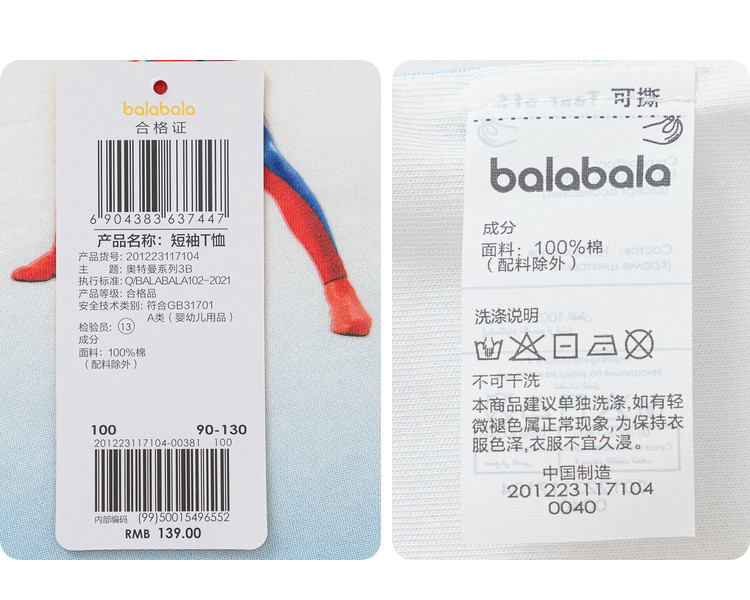 balabala
合格证
6 904383 637447
产品名称: 短袖T恤
产品货号: 201223117104
主 题: 奥特曼系列3B
执行标准: Q/BALABALA102-2021
产品等级: 合格品
安全技术类别: 符合GB31701
A类（婴幼儿用品）
检验员: 13
成分
面料: 100%棉
（配料除外）
100 90-130
201223117104-00381 100
内部编码 (99)50015496552
RMB 139.00
可撕
balabala
成分
面料: 100%棉
（配料除外）
洗涤说明
不可干洗
本商品建议单独洗涤,如有轻
微褪色属正常现象,为保持衣
服色泽,衣服不宜久浸。
中国制造
201223117104
0040